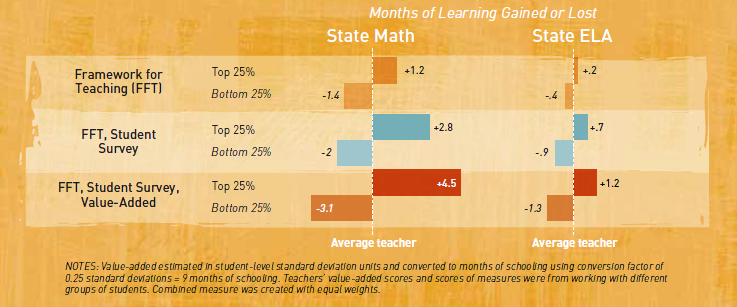 Months of Learning Gained or Lost
State Math State ELA
Framework for
Teaching (FFT)
Top 25% +1.2 +.2
Bottom 25% -1.4 -.4
FFT, Student
Survey
Top 25% +2.8 +.7
Bottom 25% -2 -.9
FFT, Student Survey,
Value-Added
Top 25% +4.5 +1.2
Bottom 25% -3.1 -1.3
Average teacher Average teacher
NOTES: Value-added estimated in student-level standard deviation units and converted to months of schooling using conversion factor of
0.25 standard deviations = 9 months of schooling. Teachers' value-added scores and scores of measures were from working with different
groups of students. Combined measure was created with equal weights.